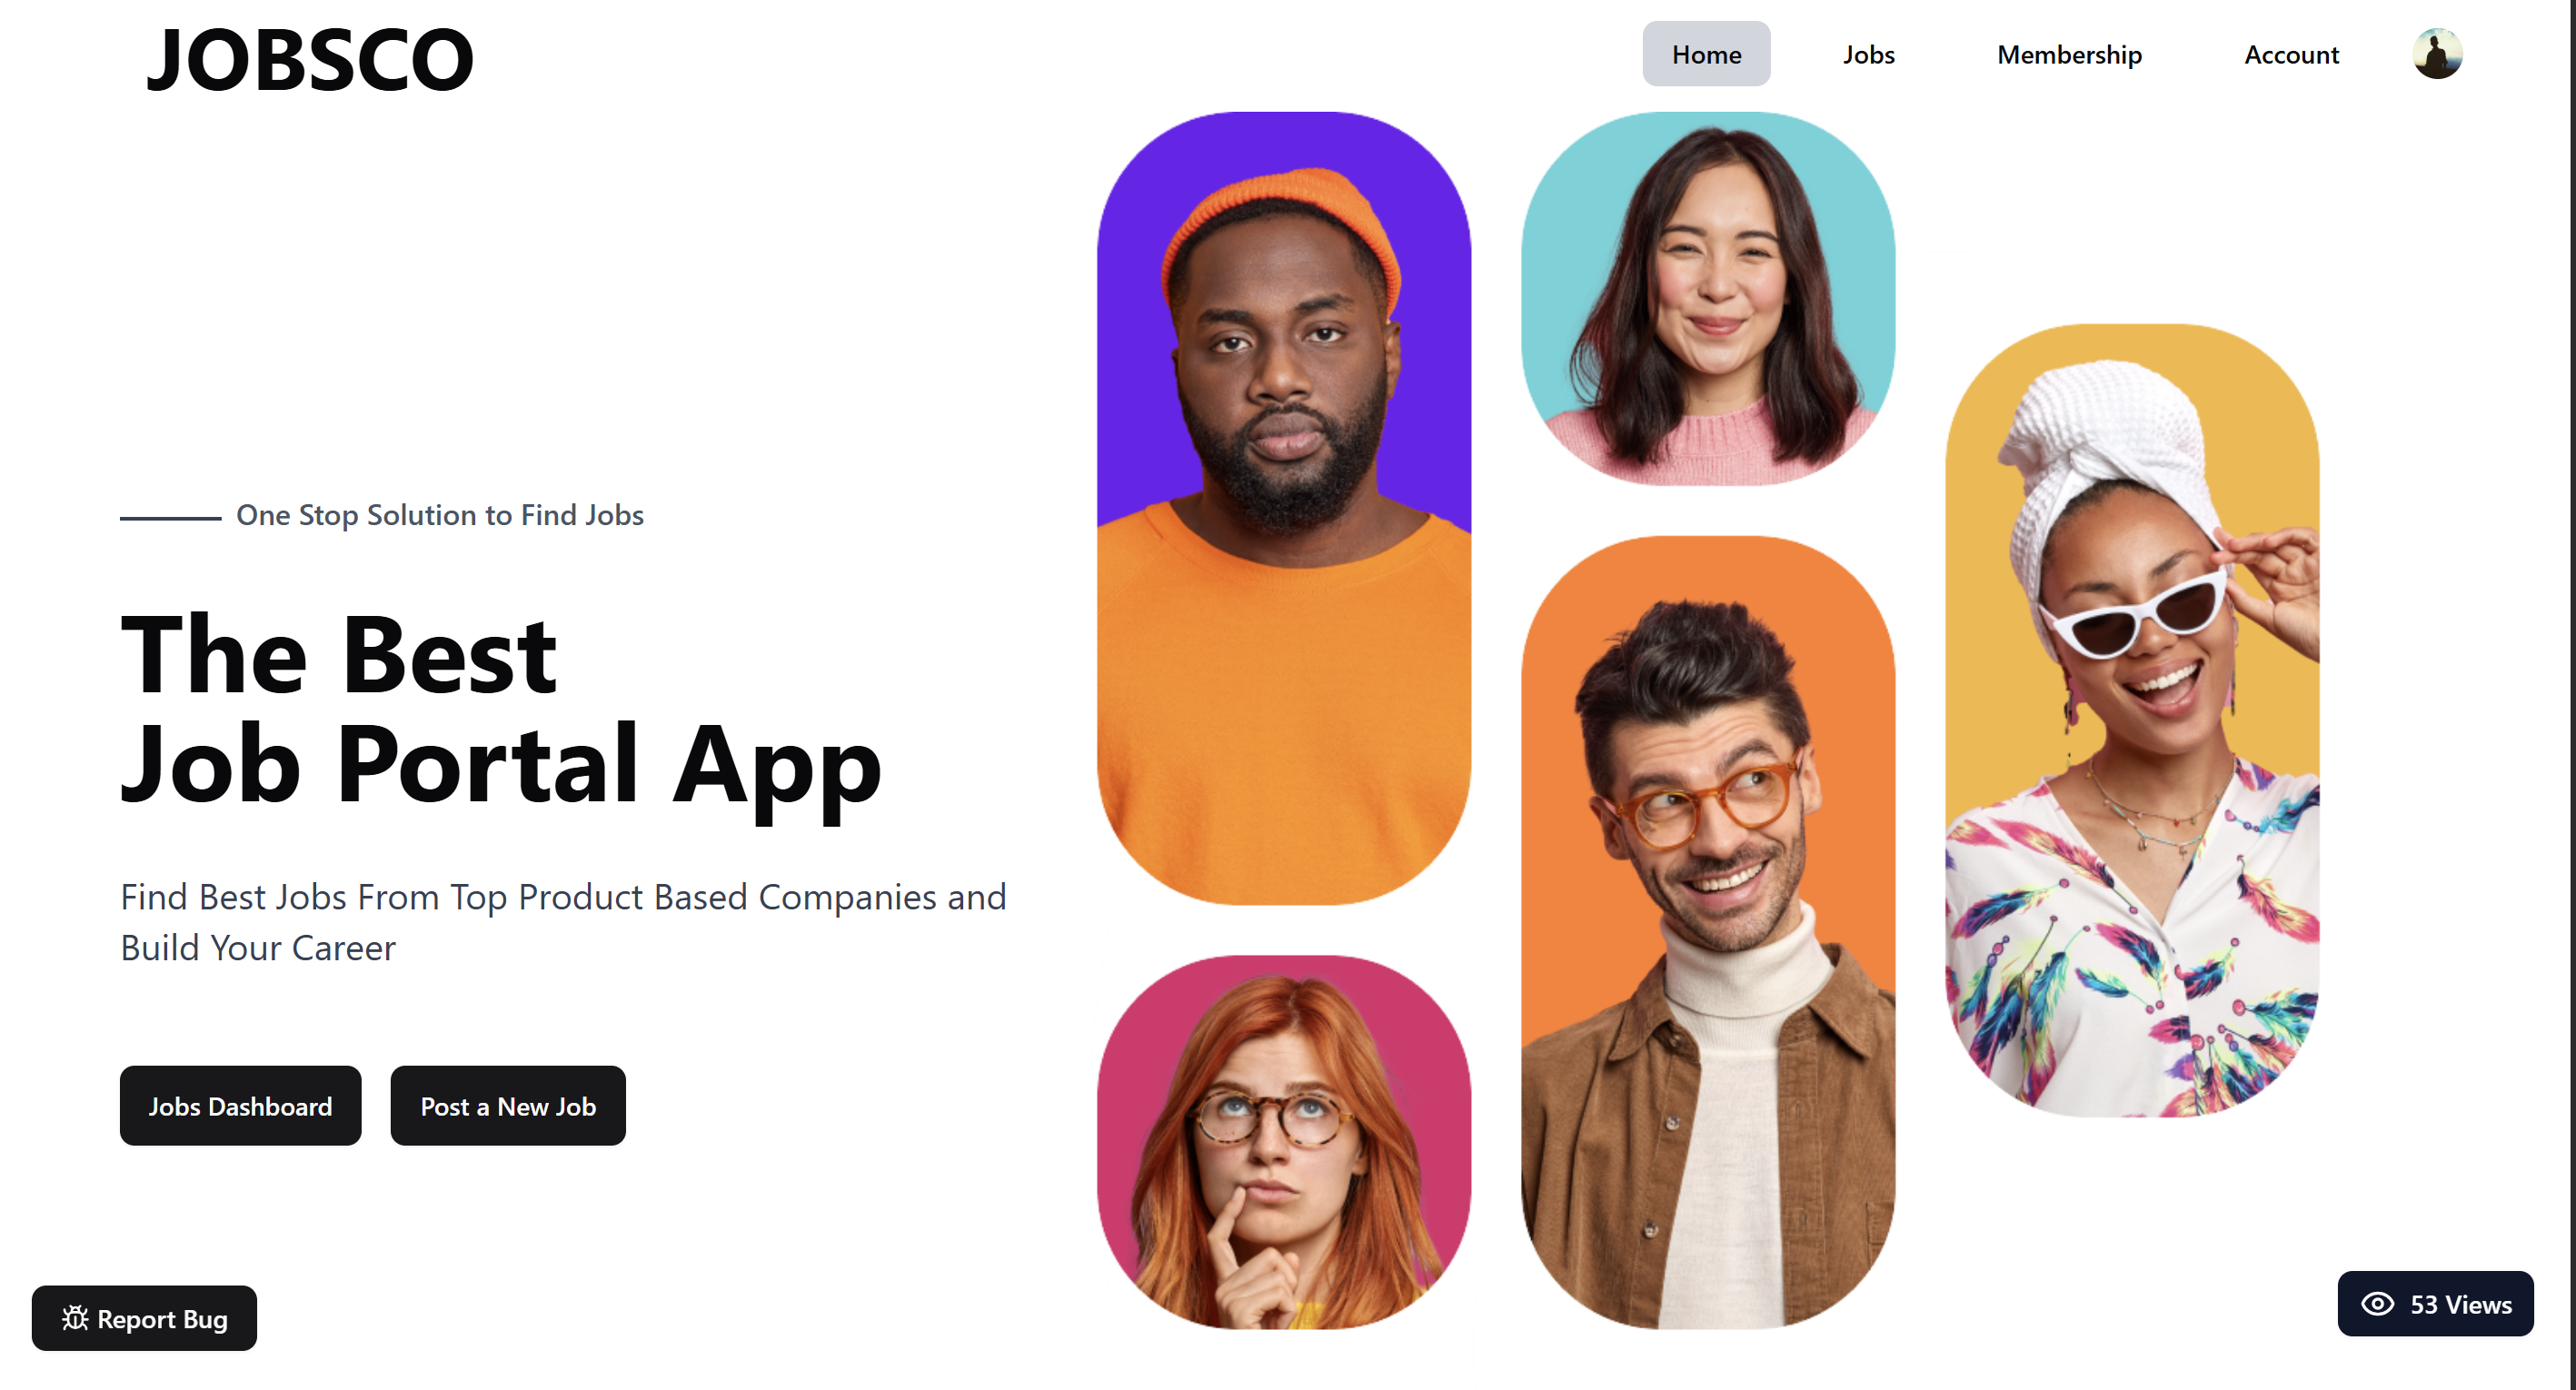 JOBSCO
Home
Jobs
Membership
Account
One Stop Solution to Find Jobs
The Best
Job Portal App
Find Best Jobs From Top Product Based Companies and
Build Your Career
Jobs Dashboard
Post a New Job
Report Bug
53 Views